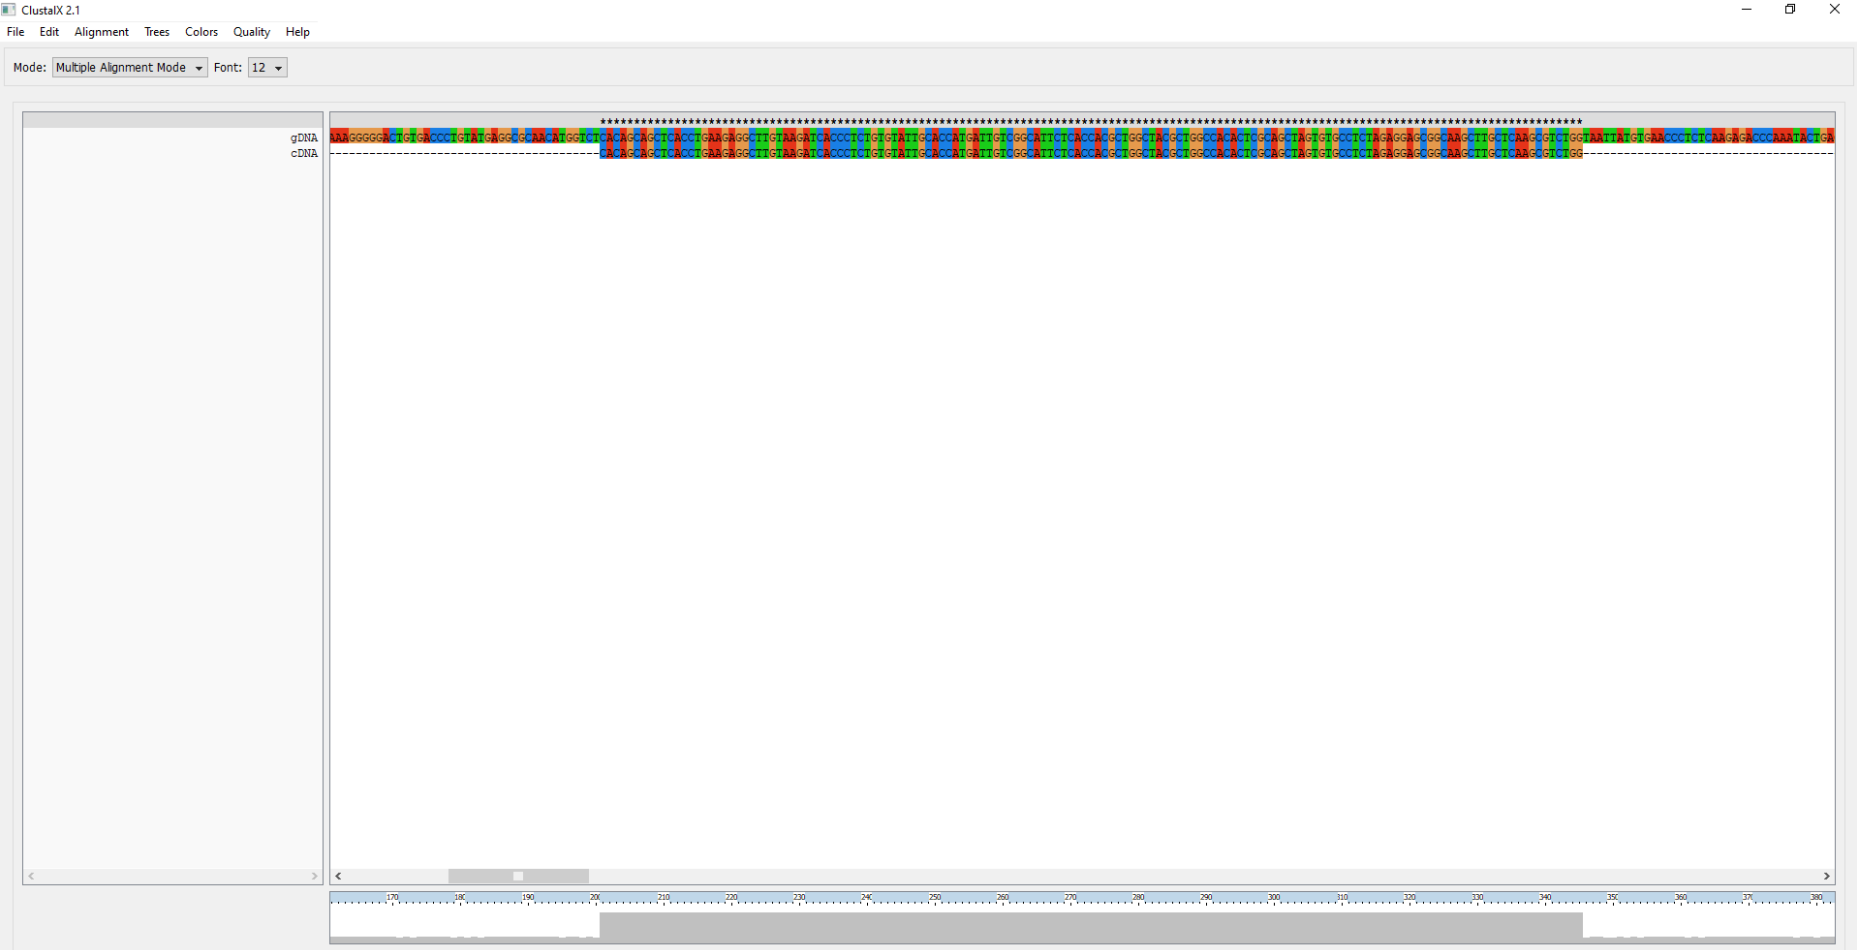 ClustalX 2.1
File Edit Alignment Trees Colors Quality Help
Mode: Multiple Alignment Mode Font: 12
gDNA AAAGGGGGACTGTGACCCTGTATGAGGCGCAACATGGTCTCACAGCAGCTCACCTGAAGAGGCTTGTAAGATCACCCTCTGTGTATTGCACCATGATTGTCGGCATTCTCACCACGCTGGCTACGCTGGCCACACTCGCAGCTAGTGTGCCTCTAGAGGAGCGGCAAGCTTGCTCAAGCGTCTGGTAATTATGTGAACCCTCTCAAGAGACCCAAATACTGA
cDNA CACAGCAGCTCACCTGAAGAGGCTTGTAAGATCACCCTCTGTGTATTGCACCATGATTGTCGGCATTCTCACCACGCTGGCTACGCTGGCCACACTCGCAGCTAGTGTGCCTCTAGAGGAGCGGCAAGCTTGCTCAAGCGTCTGG
170 180 190 200 210 220 230 240 250 260 270 280 290 300 310 320 330 340 350 360 370 380